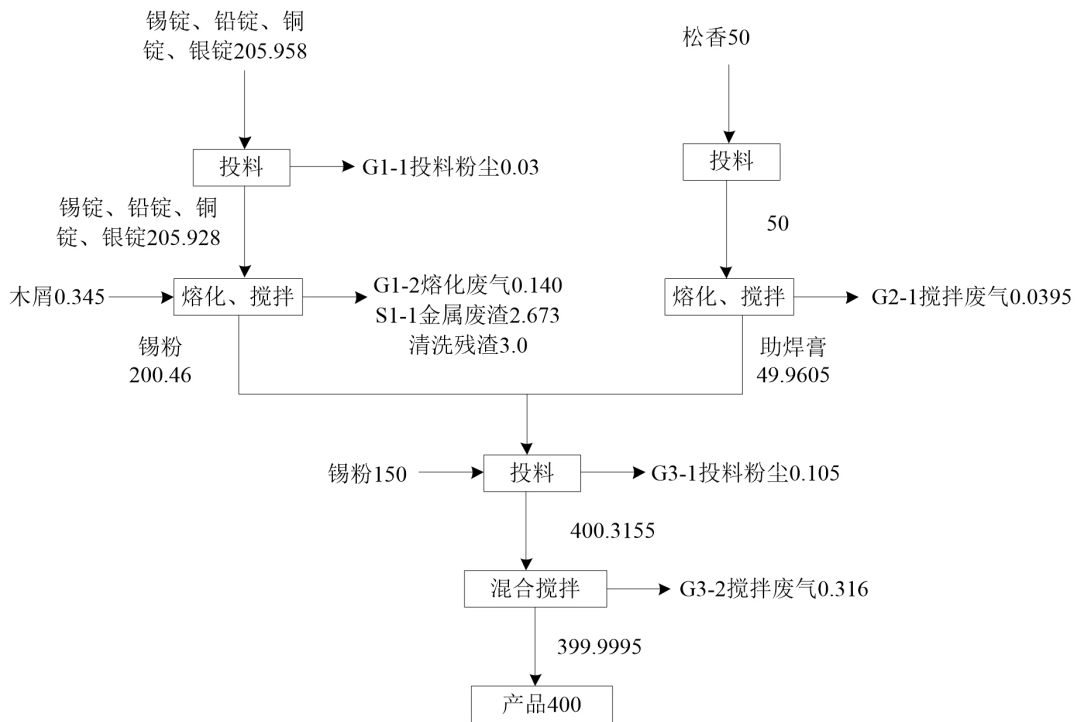 锡锭、铅锭、铜
锭、银锭205.958
松香50
投料
G1-1投料粉尘0.03
投料
锡锭、铅锭、铜
锭、银锭205.928
50
木屑0.345
熔化、搅拌
G1-2熔化废气0.140
S1-1金属废渣2.673
清洗残渣3.0
熔化、搅拌
G2-1搅拌废气0.0395
锡粉
200.46
助焊膏
49.9605
锡粉150
投料
G3-1投料粉尘0.105
400.3155
混合搅拌
G3-2搅拌废气0.316
399.9995
产品400